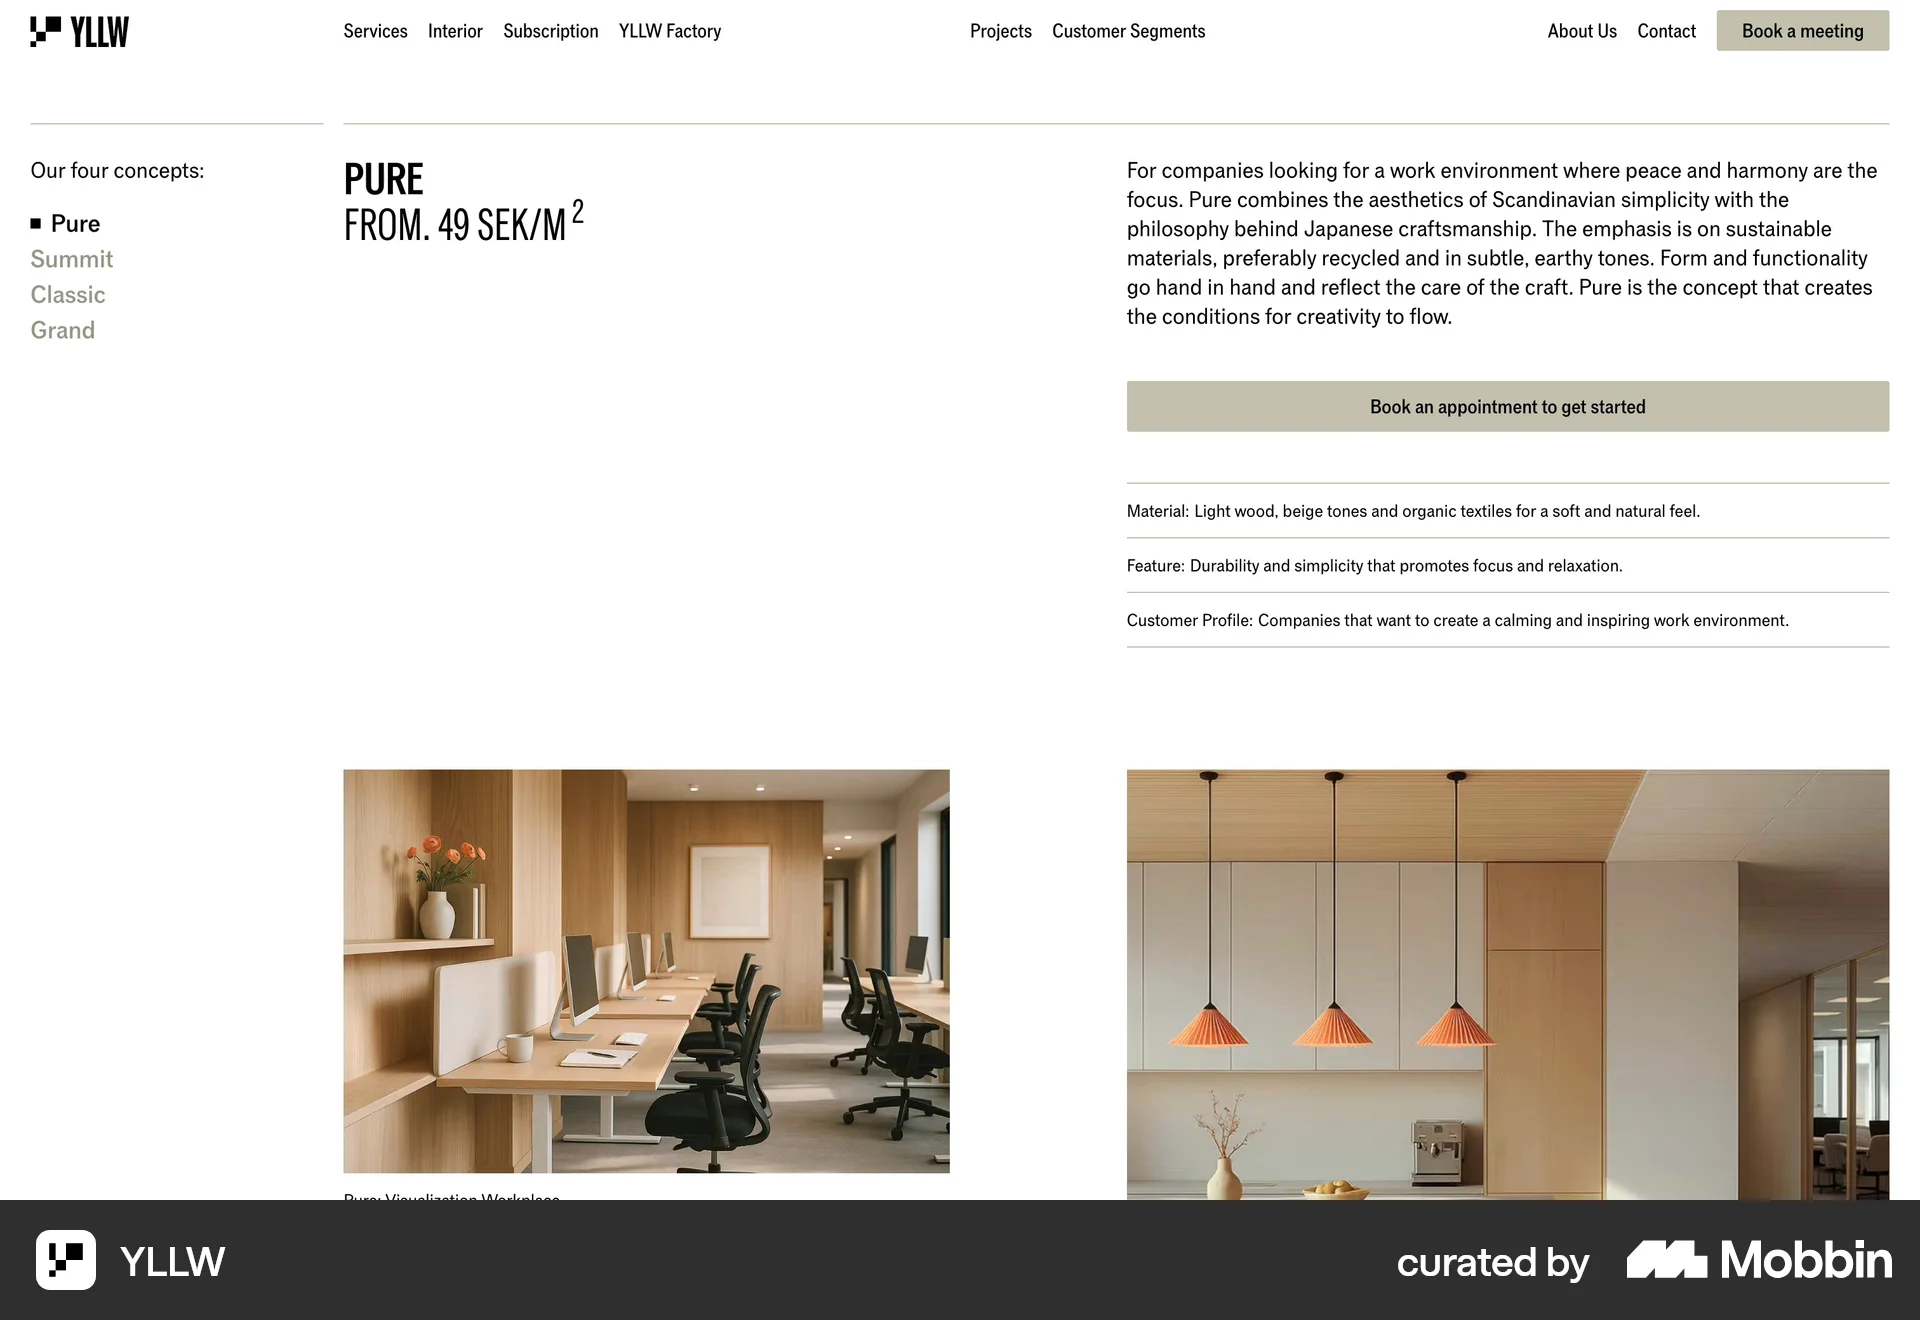 YLLW
Services Interior Subscription YLLW Factory Projects Customer Segments About Us Contact Book a meeting
Our four concepts:
Pure
Summit
Classic
Grand
PURE
FROM. 49 SEK/M²
For companies looking for a work environment where peace and harmony are the
focus. Pure combines the aesthetics of Scandinavian simplicity with the
philosophy behind Japanese craftsmanship. The emphasis is on sustainable
materials, preferably recycled and in subtle, earthy tones. Form and functionality
go hand in hand and reflect the care of the craft. Pure is the concept that creates
the conditions for creativity to flow.
Book an appointment to get started
Material: Light wood, beige tones and organic textiles for a soft and natural feel.
Feature: Durability and simplicity that promotes focus and relaxation.
Customer Profile: Companies that want to create a calming and inspiring work environment.
Pure: Visualization Workplace
YLLW
curated by Mobbin